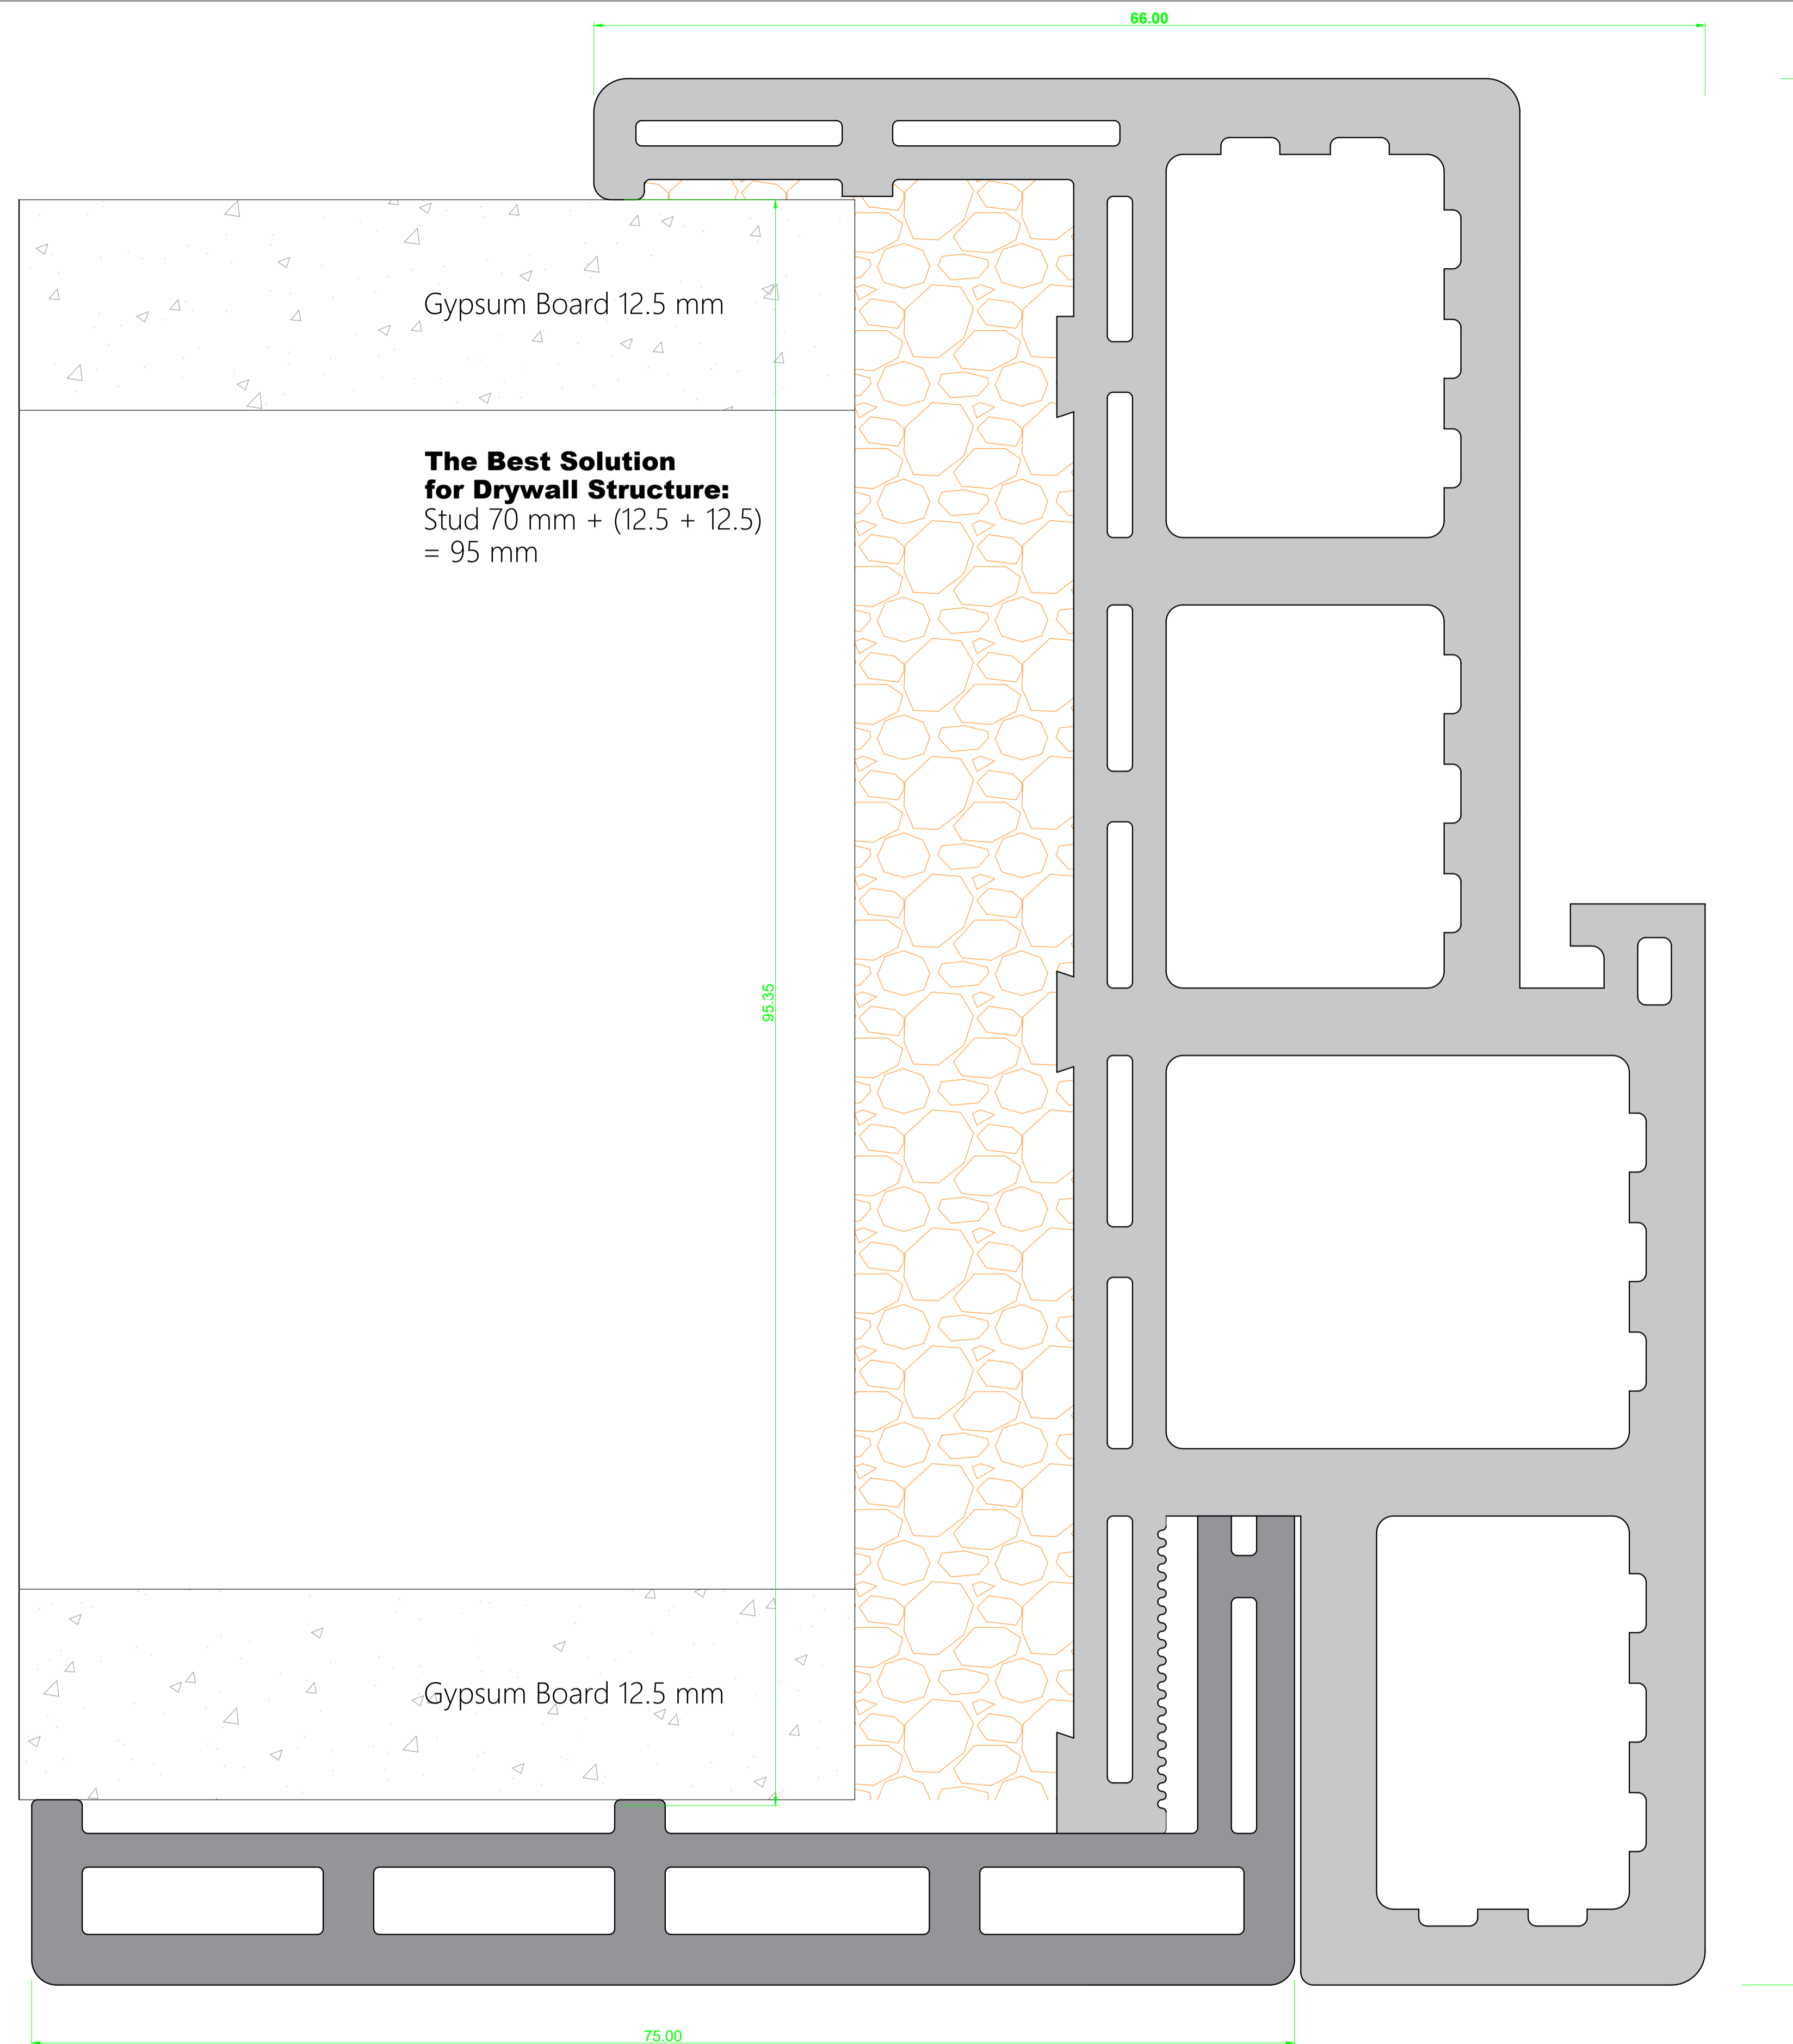 66.00
Gypsum Board 12.5 mm
The Best Solution
for Drywall Structure:
Stud 70 mm + (12.5 + 12.5)
= 95 mm
95.35
Gypsum Board 12.5 mm
75.00